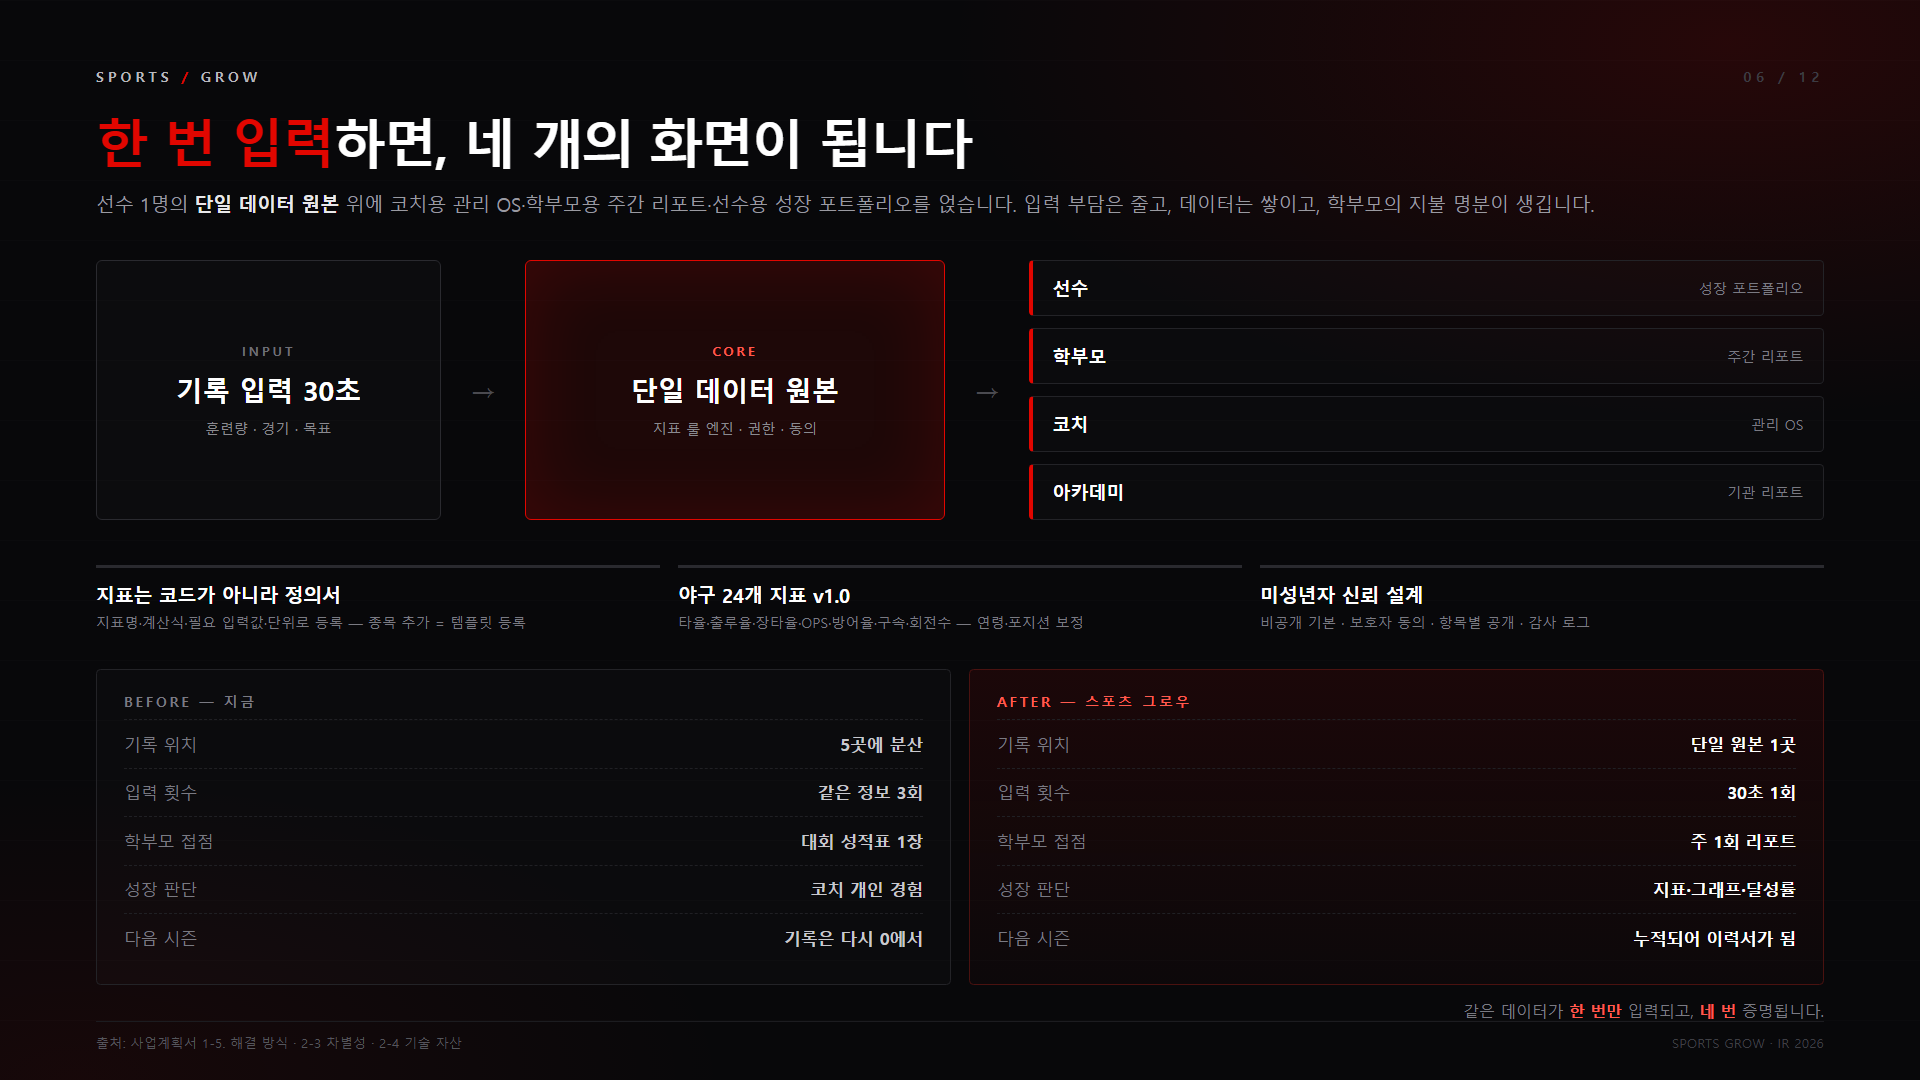 SPORTS / GROW
06 / 12
한 번 입력하면, 네 개의 화면이 됩니다
선수 1명의 단일 데이터 원본 위에 코치용 관리 OS·학부모용 주간 리포트·선수용 성장 포트폴리오를 얹습니다. 입력 부담은 줄고, 데이터는 쌓이고, 학부모의 지불 명분이 생깁니다.
INPUT
기록 입력 30초
훈련량 · 경기 · 목표
→
CORE
단일 데이터 원본
지표 룰 엔진 · 권한 · 동의
→
선수
성장 포트폴리오
학부모
주간 리포트
코치
관리 OS
아카데미
기관 리포트
지표는 코드가 아니라 정의서
지표명·계산식·필요 입력값·단위로 등록 — 종목 추가 = 템플릿 등록
야구 24개 지표 v1.0
타율·출루율·장타율·OPS·방어율·구속·회전수 — 연령·포지션 보정
미성년자 신뢰 설계
비공개 기본 · 보호자 동의 · 항목별 공개 · 감사 로그
BEFORE — 지금
기록 위치 5곳에 분산
입력 횟수 같은 정보 3회
학부모 접점 대회 성적표 1장
성장 판단 코치 개인 경험
다음 시즌 기록은 다시 0에서
AFTER — 스포츠 그로우
기록 위치 단일 원본 1곳
입력 횟수 30초 1회
학부모 접점 주 1회 리포트
성장 판단 지표·그래프·달성률
다음 시즌 누적되어 이력서가 됨
같은 데이터가 한 번만 입력되고, 네 번 증명됩니다.
출처: 사업계획서 1-5. 해결 방식 · 2-3 차별성 · 2-4 기술 자산
SPORTS GROW · IR 2026